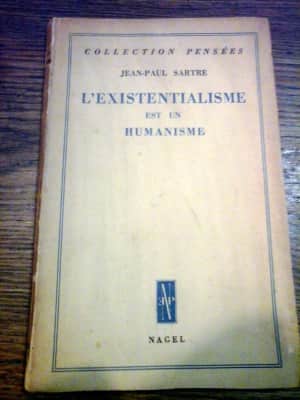 COLLECTION PENSÉES
JEAN-PAUL SARTRE
L'EXISTENTIALISME
EST UN
HUMANISME
NAGEL